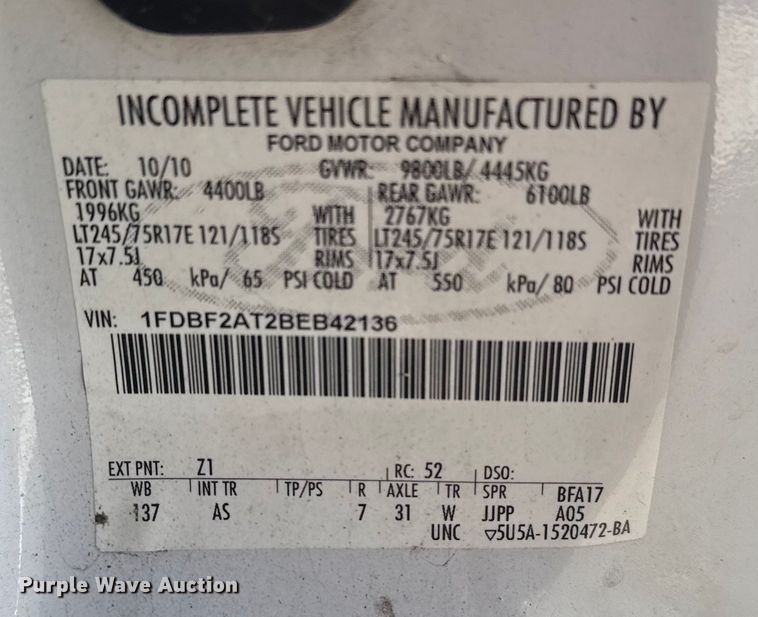 INCOMPLETE VEHICLE MANUFACTURED BY
FORD MOTOR COMPANY
DATE: 10/10 GVWR: 9800LB/ 4445KG
FRONT GAWR: 4400LB REAR GAWR: 6100LB
1996KG WITH 2767KG WITH
LT245/75R17E 121/118S TIRES LT245/75R17E 121/118S TIRES
17x7.5J RIMS 17x7.5J RIMS
AT 450 kPa/ 65 PSI COLD AT 550 kPa/ 80 PSI COLD
VIN: 1FDBF2AT2BEB42136
EXT PNT: Z1 RC: 52 DSO:
WB INT TR TP/PS R AXLE TR SPR BFA17
137 AS 7 31 W JJPP A05
UNC ▽5U5A-1520472-BA
Purple Wave Auction